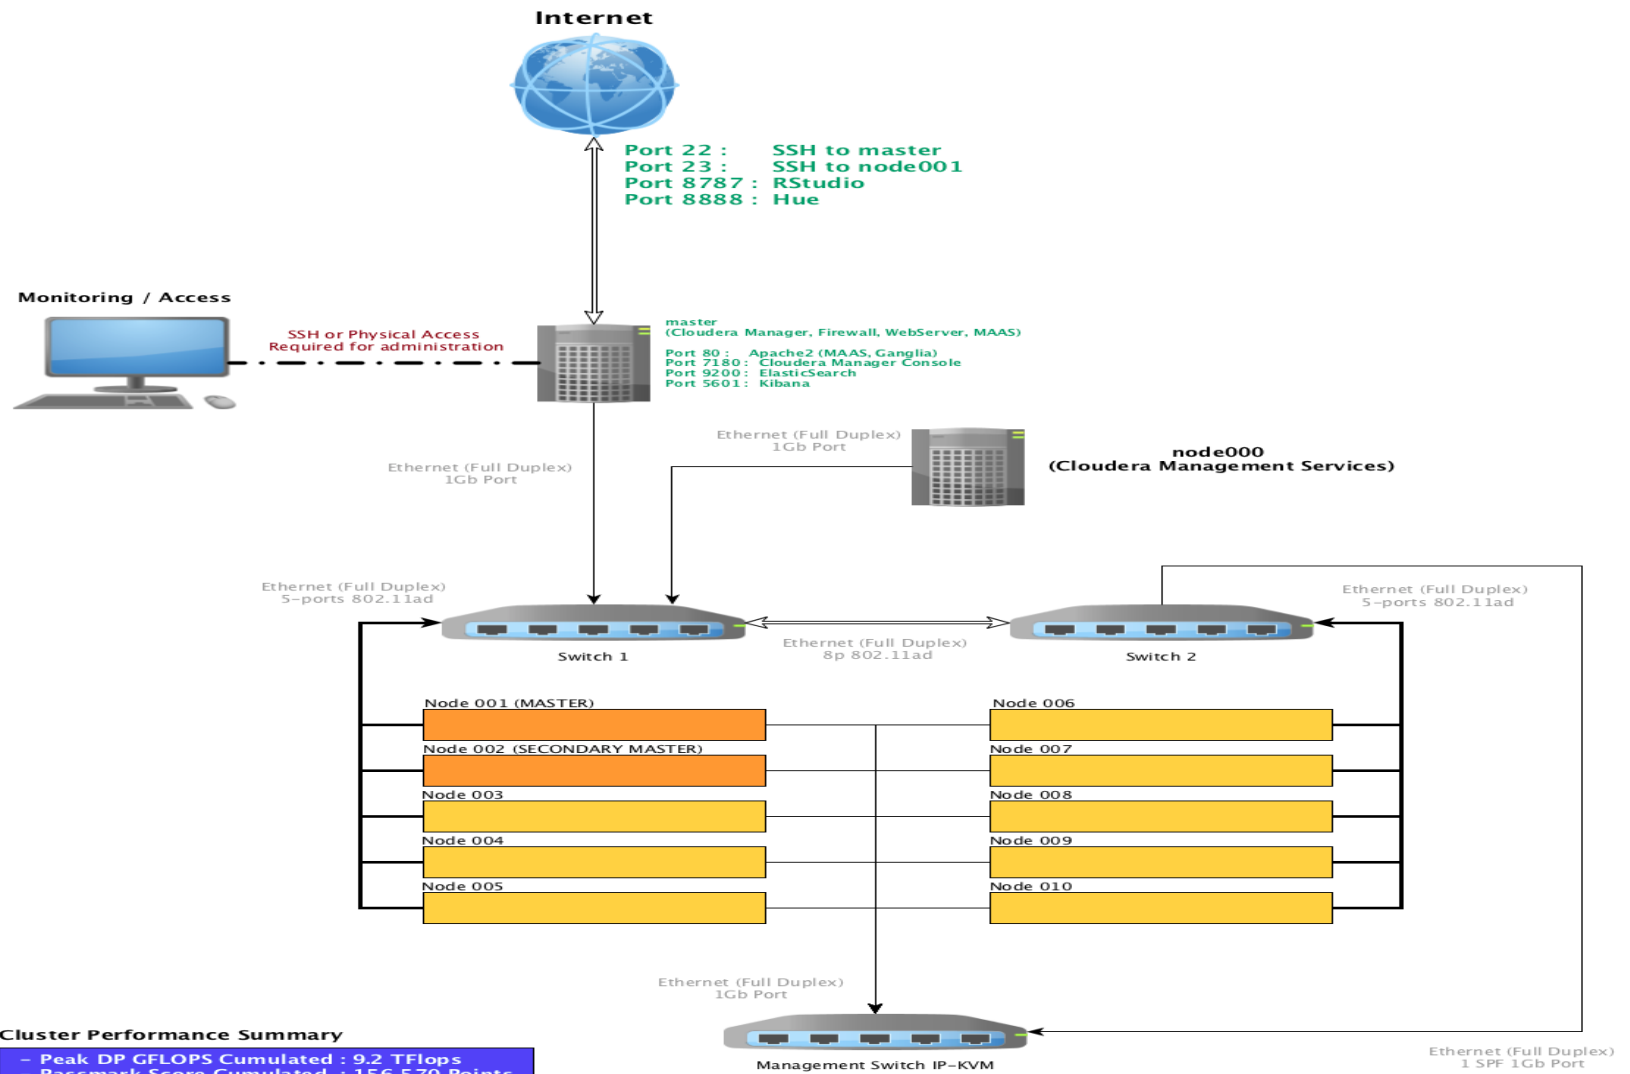 Internet
Port 22 : SSH to master
Port 23 : SSH to node001
Port 8787 : RStudio
Port 8888 : Hue
Monitoring / Access
SSH or Physical Access
Required for administration
master
(Cloudera Manager, Firewall, WebServer, MAAS)
Port 80 : Apache2 (MAAS, Ganglia)
Port 7180 : Cloudera Manager Console
Port 9200 : ElasticSearch
Port 5601 : Kibana
Ethernet (Full Duplex)
1Gb Port
node000
(Cloudera Management Services)
Ethernet (Full Duplex)
1Gb Port
Ethernet (Full Duplex)
5-ports 802.11ad
Ethernet (Full Duplex)
5-ports 802.11ad
Ethernet (Full Duplex)
8p 802.11ad
Switch 1
Switch 2
Node 001 (MASTER)
Node 006
Node 002 (SECONDARY MASTER)
Node 007
Node 003
Node 008
Node 004
Node 009
Node 005
Node 010
Ethernet (Full Duplex)
1Gb Port
Cluster Performance Summary
- Peak DP GFLOPS Cumulated : 9.2 TFlops
- Passmark Score Cumulated : 156 570 Points
Management Switch IP-KVM
Ethernet (Full Duplex)
1 SPF 1Gb Port